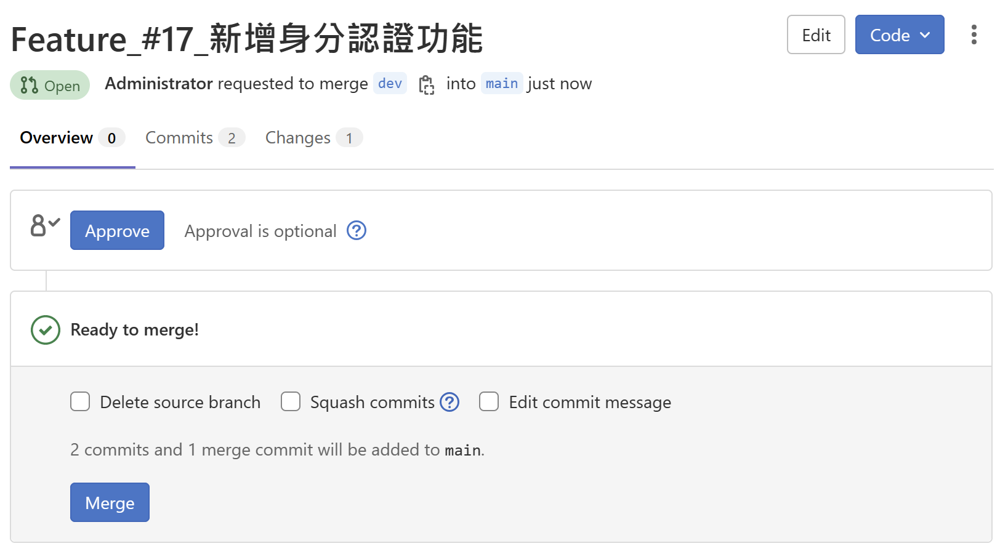 Feature_#17_新增身分認證功能
Edit
Code
Open
Administrator requested to merge dev into main just now
Overview 0
Commits 2
Changes 1
Approve
Approval is optional
Ready to merge!
Delete source branch
Squash commits
Edit commit message
2 commits and 1 merge commit will be added to main.
Merge